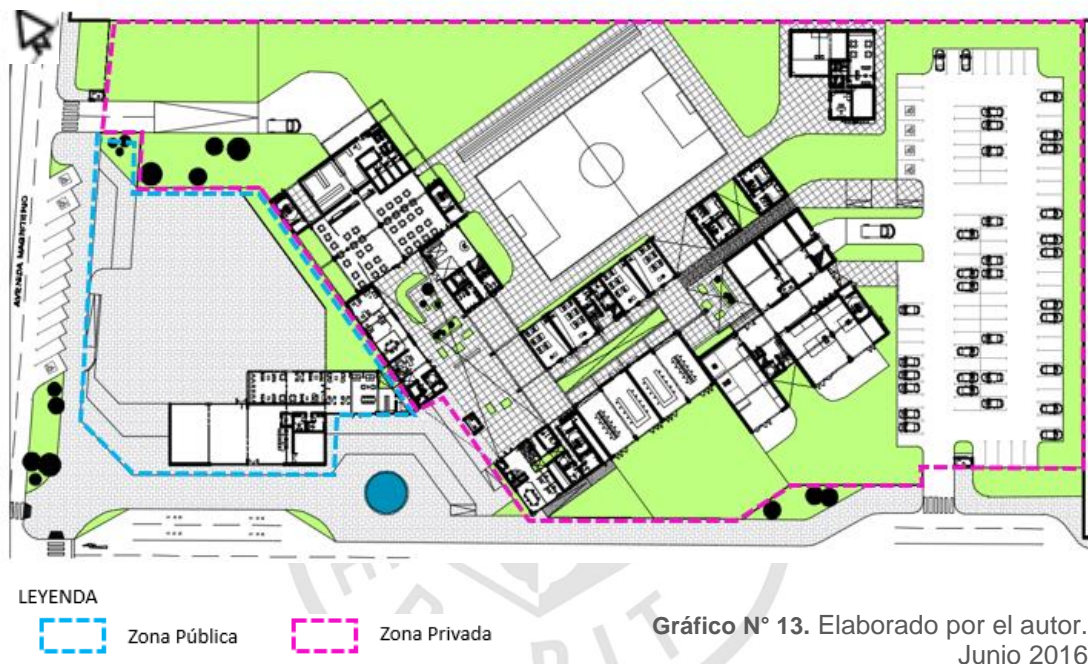 AVENIDA MAGISTERIO
LEYENDA
Zona Pública
Zona Privada
Gráfico N° 13. Elaborado por el autor.
Junio 2016